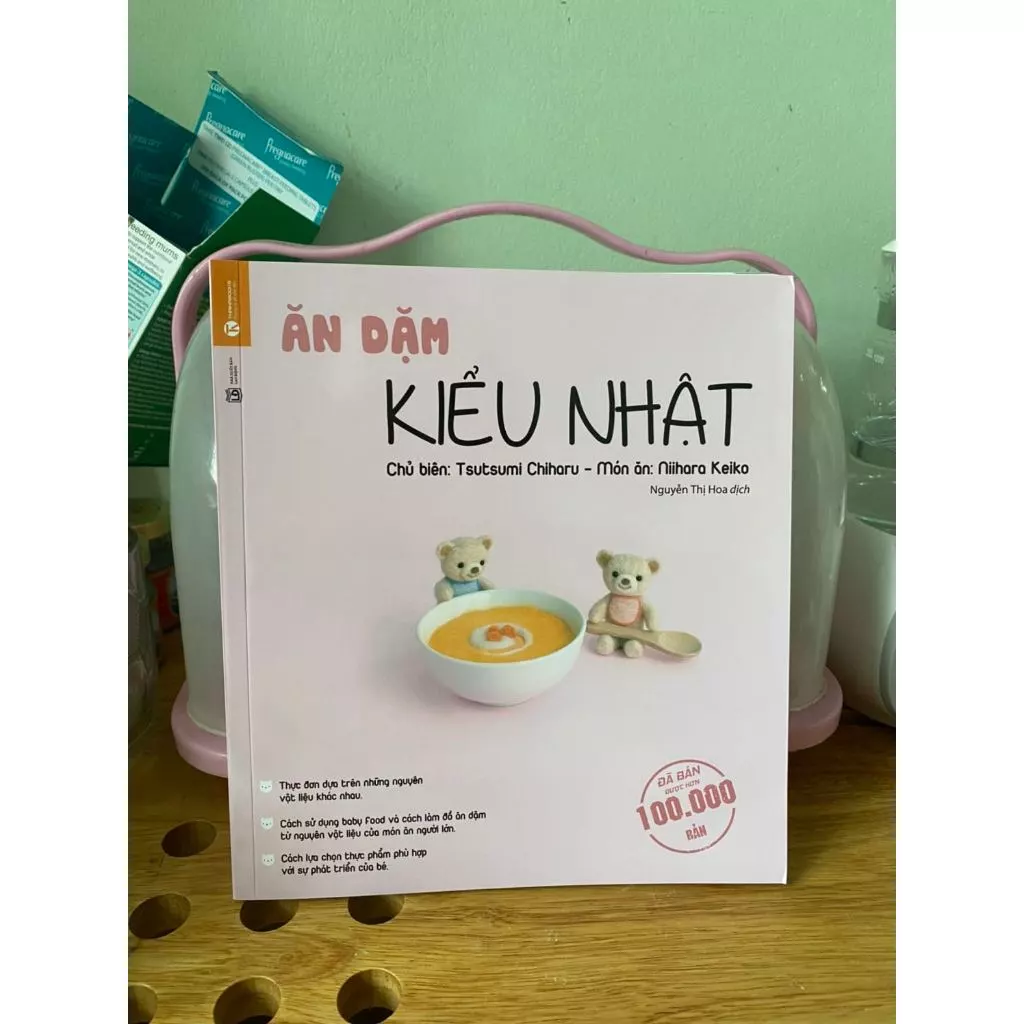 Pregnacare
Pregnacare
Pregnacare
eeding mums
ĂN DẶM
KIỂU NHẬT
Chủ biên: Tsutsumi Chiharu – Món ăn: Niihara Keiko
Nguyễn Thị Hoa dịch
Thực đơn dựa trên những nguyên
vật liệu khác nhau.
Cách sử dụng baby food và cách làm đồ ăn dặm
từ nguyên vật liệu của món ăn người lớn.
Cách lựa chọn thực phẩm phù hợp
với sự phát triển của bé.
ĐÃ BÁN
ĐƯỢC HƠN
100.000
BẢN